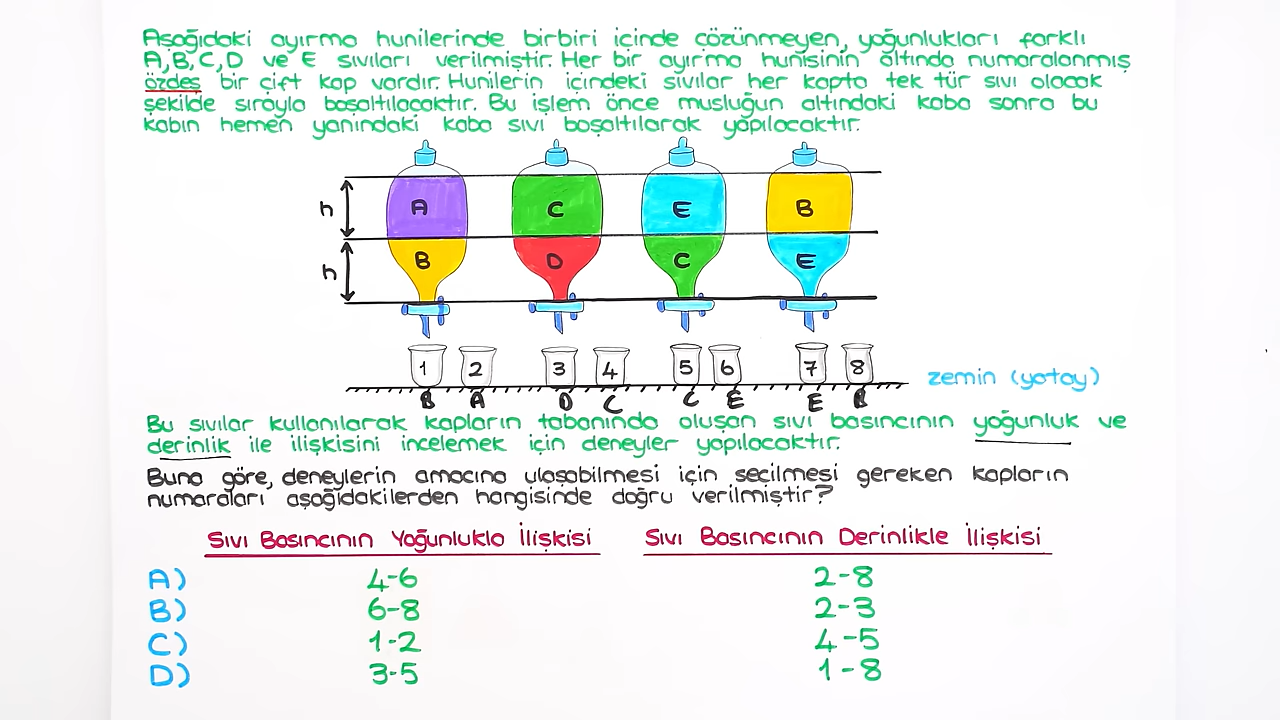 Aşağıdaki ayırma hunilerinde birbiri içinde çözünmeyen, yoğunlukları farklı
A, B, C, D ve E sıvıları verilmiştir. Her bir ayırma hunisinin altında numaralanmış
özdeş bir çift kap vardır. Hunilerin içindeki sıvılar her kapta tek tür sıvı olacak
şekilde sırayla boşaltılacaktır. Bu işlem önce musluğun altındaki kaba sonra bu
kabın hemen yanındaki kaba sıvı boşaltılarak yapılacaktır.
h A C E B
h B D C E
1 2 3 4 5 6 7 8
zemin (yatay)
B A D C C E E B
Bu sıvılar kullanılarak kapların tabanında oluşan sıvı basıncının yoğunluk ve
derinlik ile ilişkisini incelemek için deneyler yapılacaktır.
Buna göre, deneylerin amacına ulaşabilmesi için seçilmesi gereken kapların
numaraları aşağıdakilerden hangisinde doğru verilmiştir?
Sıvı Basıncının Yoğunlukla İlişkisi Sıvı Basıncının Derinlikle İlişkisi
A) 4-6 2-8
B) 6-8 2-3
C) 1-2 4-5
D) 3-5 1-8